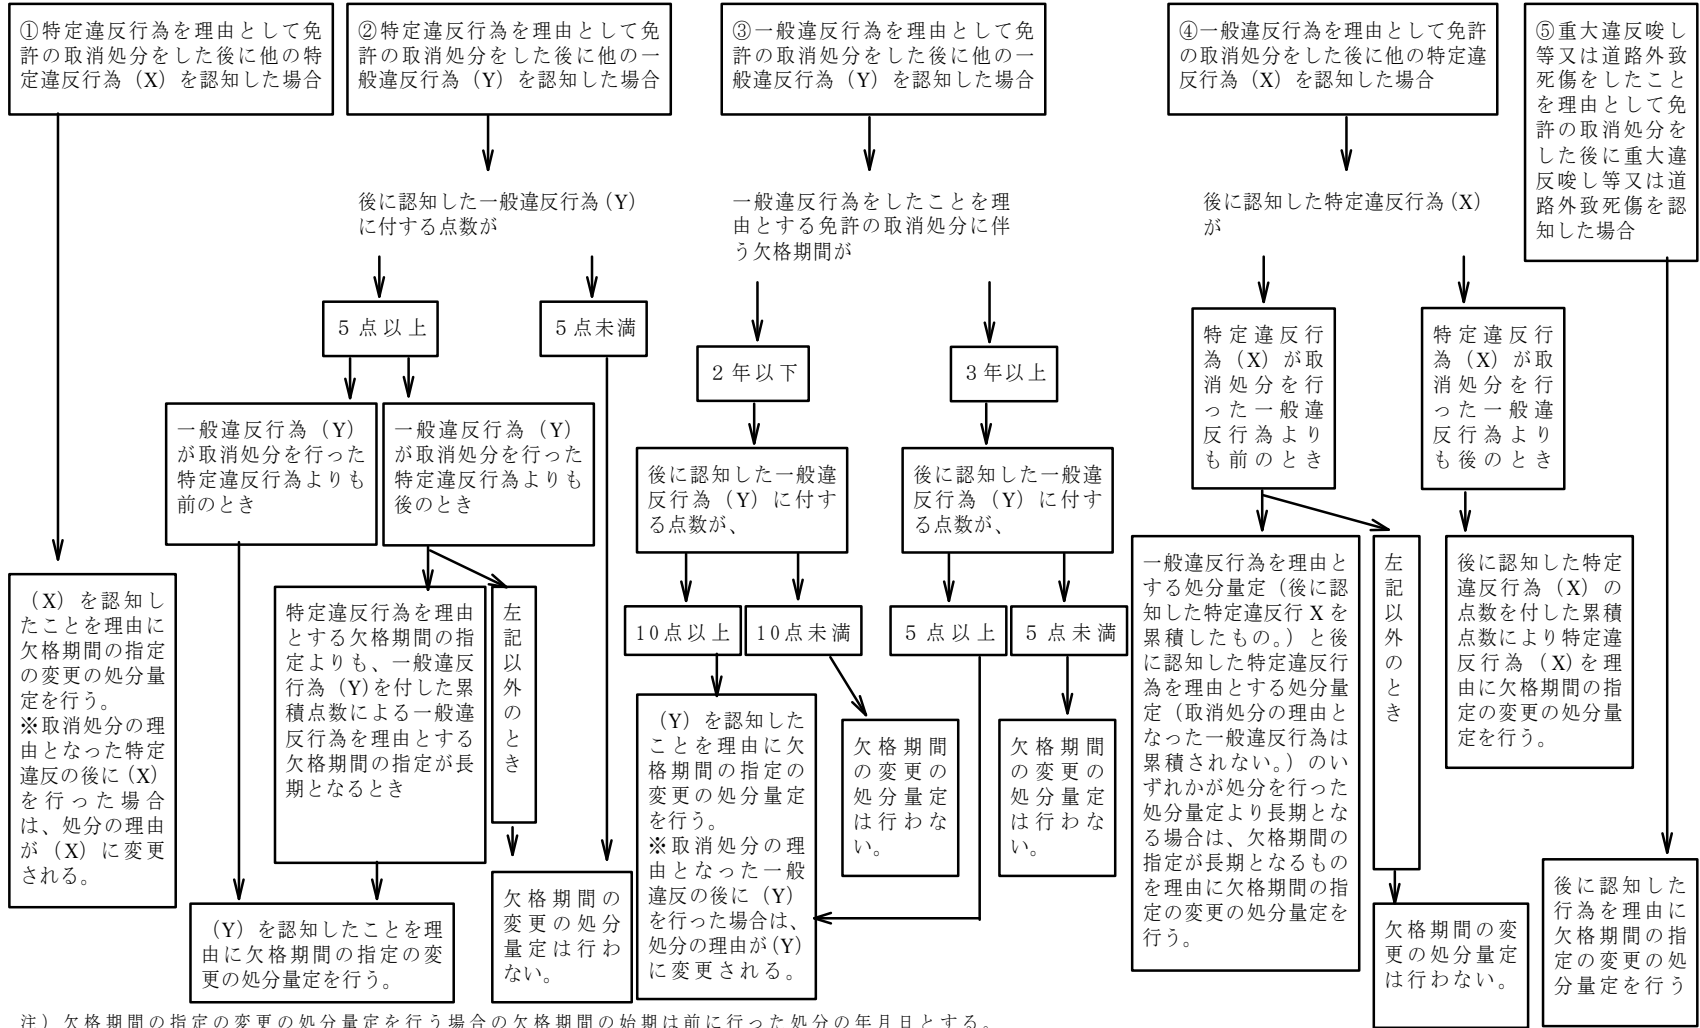 ①特定違反行為を理由として免
許の取消処分をした後に他の特
定違反行為（X）を認知した場合
②特定違反行為を理由として免
許の取消処分をした後に他の一
般違反行為（Y）を認知した場合
③一般違反行為を理由として免
許の取消処分をした後に他の一
般違反行為（Y）を認知した場合
④一般違反行為を理由として免許
の取消処分をした後に他の特定違
反行為（X）を認知した場合
⑤重大違反唆し
等又は道路外致
死傷をしたこと
を理由として免
許の取消処分を
した後に重大違
反唆し等又は道
路外致死傷を認
知した場合
後に認知した一般違反行為（Y）
に付する点数が
一般違反行為をしたことを理
由とする免許の取消処分に伴
う欠格期間が
後に認知した特定違反行為（X）
が
5点以上
5点未満
2年以下
3年以上
特定違反行
為（X）が取
消処分を行
った一般違
反行為より
も前のとき
特定違反行
為（X）が取
消処分を行
った一般違
反行為より
も後のとき
一般違反行為（Y）
が取消処分を行った
特定違反行為よりも
前のとき
一般違反行為（Y）
が取消処分を行った
特定違反行為よりも
後のとき
後に認知した一般違
反行為（Y）に付す
る点数が、
後に認知した一般違
反行為（Y）に付す
る点数が、
（X）を認知し
たことを理由に
欠格期間の指定
の変更の処分量
定を行う。
※取消処分の理
由となった特定
違反の後に（X）
を行った場合
は、処分の理由
が（X）に変更
される。
特定違反行為を理由
とする欠格期間の指
定よりも、一般違反
行為（Y)を付した累
積点数による一般違
反行為を理由とする
欠格期間の指定が長
期となるとき
左記以外のとき
10点以上
10点未満
5点以上
5点未満
一般違反行為を理由と
する処分量定（後に認
知した特定違反行Xを
累積したもの。）と後
に認知した特定違反行
為を理由とする処分量
定（取消処分の理由と
なった一般違反行為は
累積されない。）のい
ずれかが処分を行った
処分量定より長期とな
る場合は、欠格期間の
指定が長期となるもの
を理由に欠格期間の指
定の変更の処分量定を
行う。
左記以外のとき
後に認知した特定
違反行為（X）の
点数を付した累積
点数により特定違
反行為（X)を理
由に欠格期間の指
定の変更の処分量
定を行う。
（Y）を認知したことを理
由に欠格期間の指定の変
更の処分量定を行う。
欠格期間の
変更の処分
量定は行わ
ない。
（Y）を認知した
ことを理由に欠
格期間の指定の
変更の処分量定
を行う。
※取消処分の理
由となった一般
違反の後に（Y）
を行った場合は、
処分の理由が(Y)
に変更される。
欠格期間
の変更の
処分量定
は行わな
い。
欠格期間
の変更の
処分量定
は行わな
い。
欠格期間の変
更の処分量定
は行わない。
後に認知した
行為を理由に
欠格期間の指
定の変更の処
分量定を行う
注）欠格期間の指定の変更の処分量定を行う場合の欠格期間の始期は前に行った処分の年月日とする。